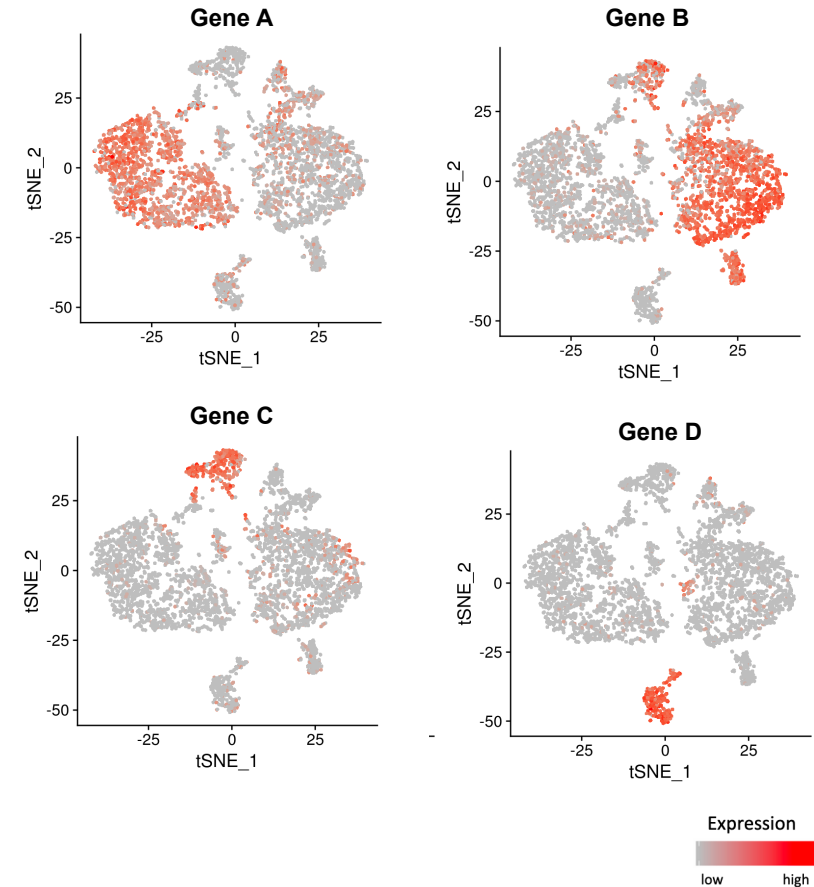 Gene A
25
0
-25
-50
tSNE_2
-25 0 25
tSNE_1
Gene B
25
0
-25
-50
tSNE_2
-25 0 25
tSNE_1
Gene C
25
0
-25
-50
tSNE_2
-25 0 25
tSNE_1
Gene D
25
0
-25
-50
tSNE_2
-25 0 25
tSNE_1
Expression
low high